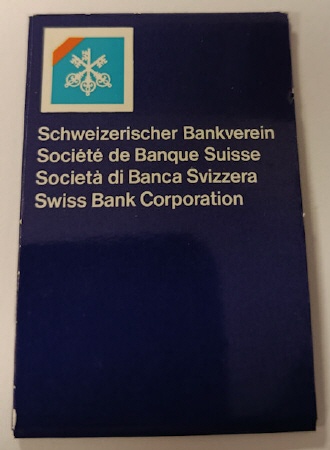 Schweizerischer Bankverein
Société de Banque Suisse
Società di Banca Svizzera
Swiss Bank Corporation